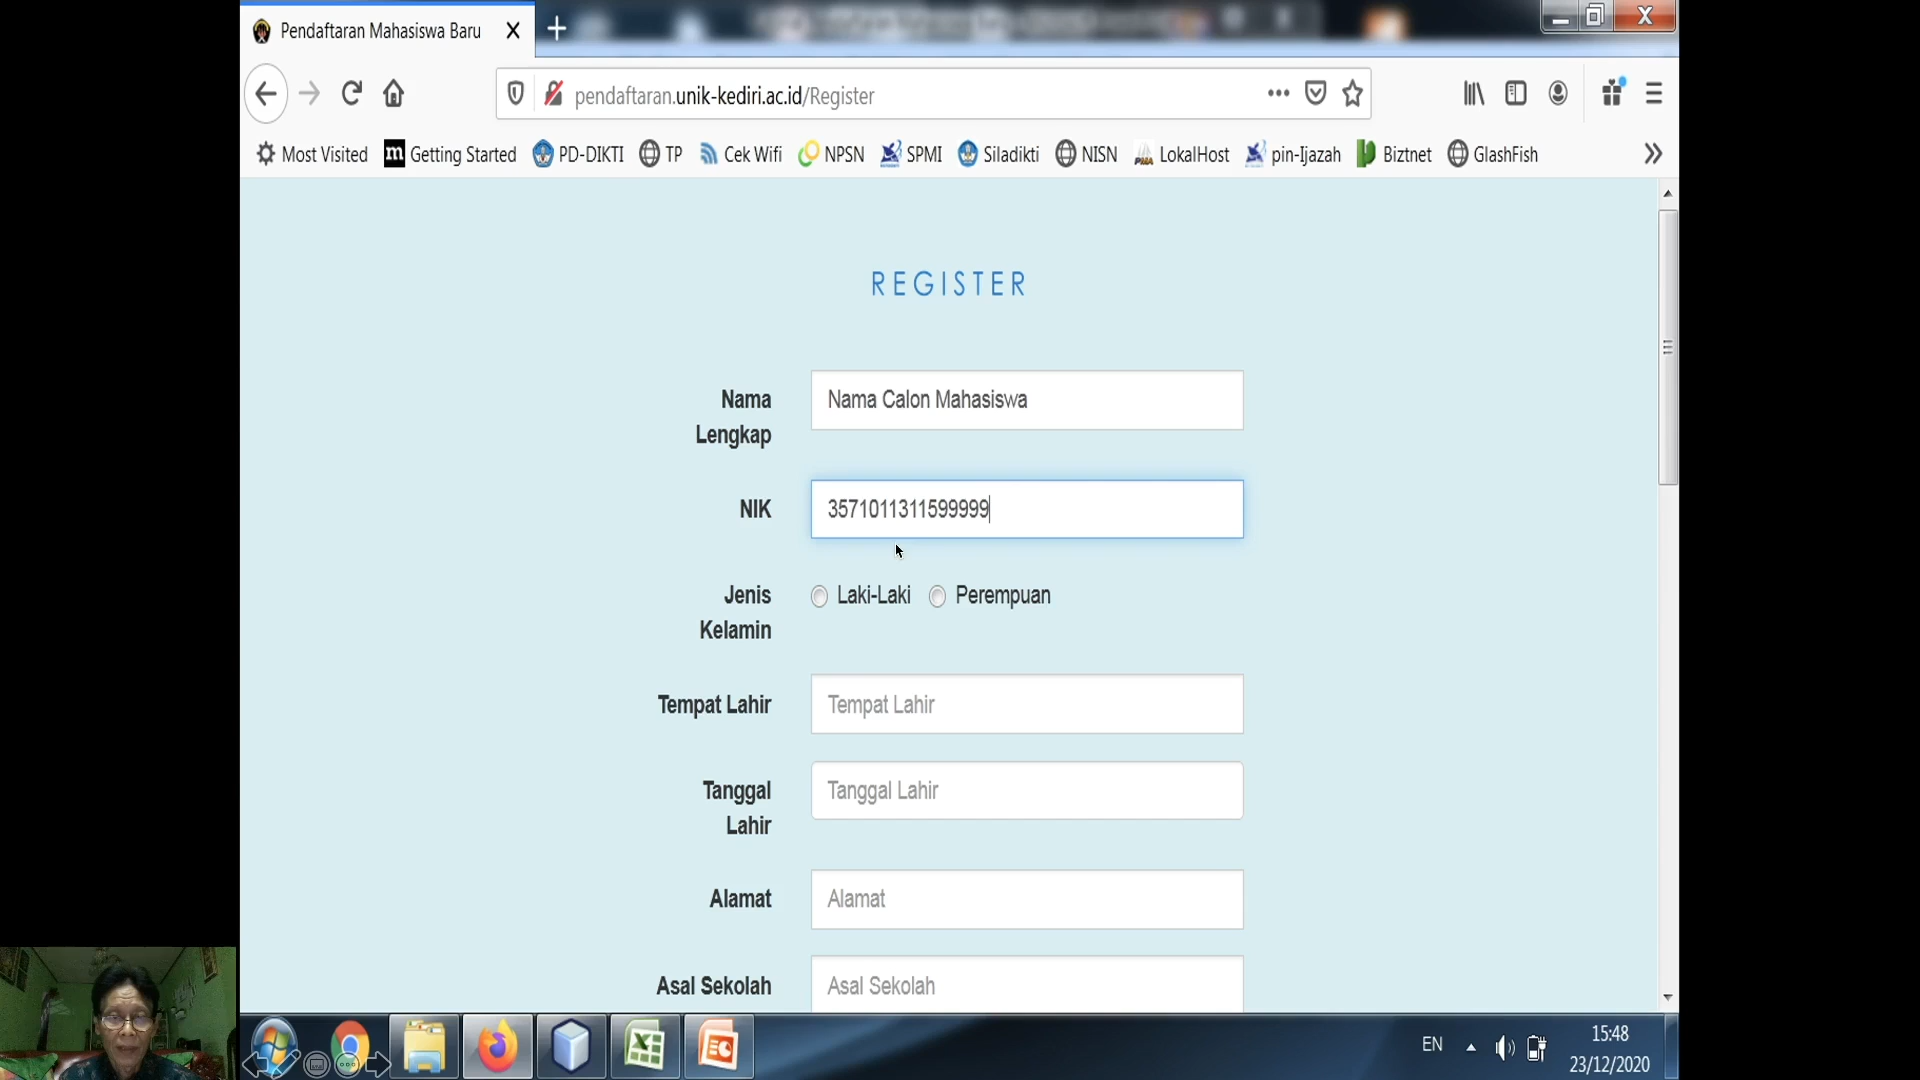 Pendaftaran Mahasiswa Baru
pendaftaran.unik-kediri.ac.id/Register
Most Visited Getting Started PD-DIKTI TP Cek Wifi NPSN SPMI Siladikti NISN LokalHost pin-Ijazah Biztnet GlashFish
REGISTER
Nama Lengkap Nama Calon Mahasiswa
NIK 3571011311599999
Jenis Kelamin Laki-Laki Perempuan
Tempat Lahir Tempat Lahir
Tanggal Lahir Tanggal Lahir
Alamat Alamat
Asal Sekolah Asal Sekolah
EN 15:48
23/12/2020